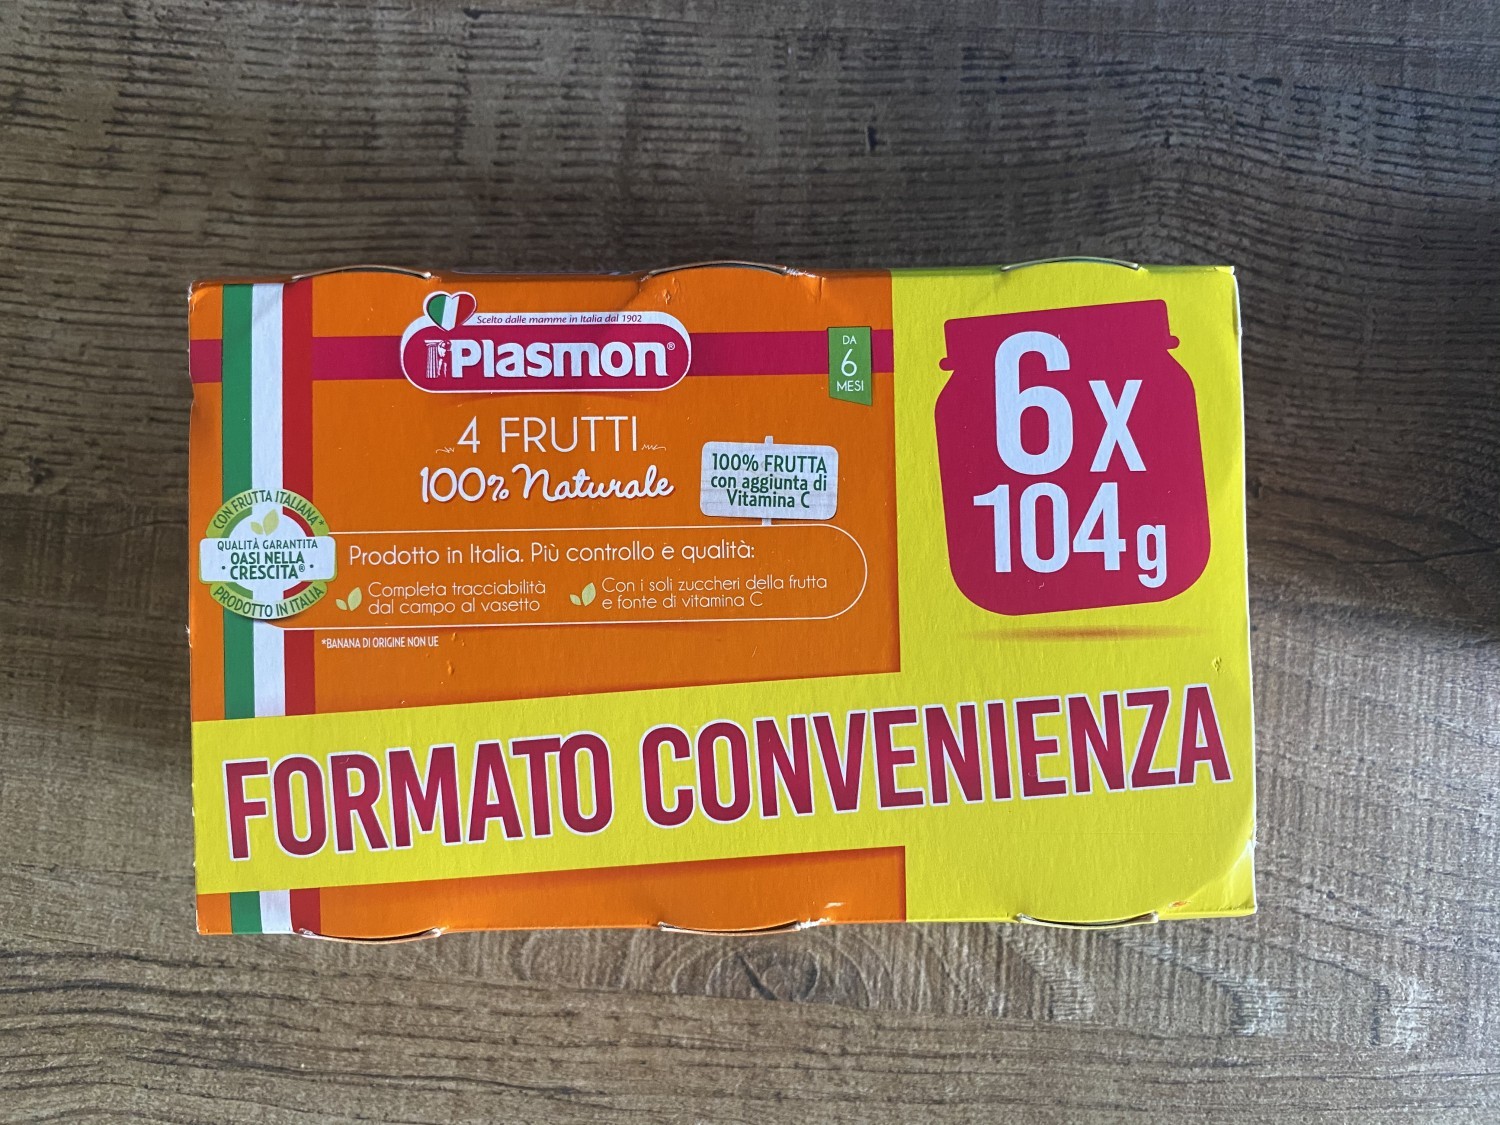 Scelto dalle mamme in Italia dal 1902
Plasmon®
DA
6
MESI
4 FRUTTI
100% Naturale
100% FRUTTA
con aggiunta di
Vitamina C
6x
104g
CON FRUTTA ITALIANA*
QUALITÀ GARANTITA
OASI NELLA
CRESCITA®
PRODOTTO IN ITALIA
Prodotto in Italia. Più controllo e qualità:
Completa tracciabilità
dal campo al vasetto
Con i soli zuccheri della frutta
e fonte di vitamina C
*BANANA DI ORIGINE NON UE
FORMATO CONVENIENZA